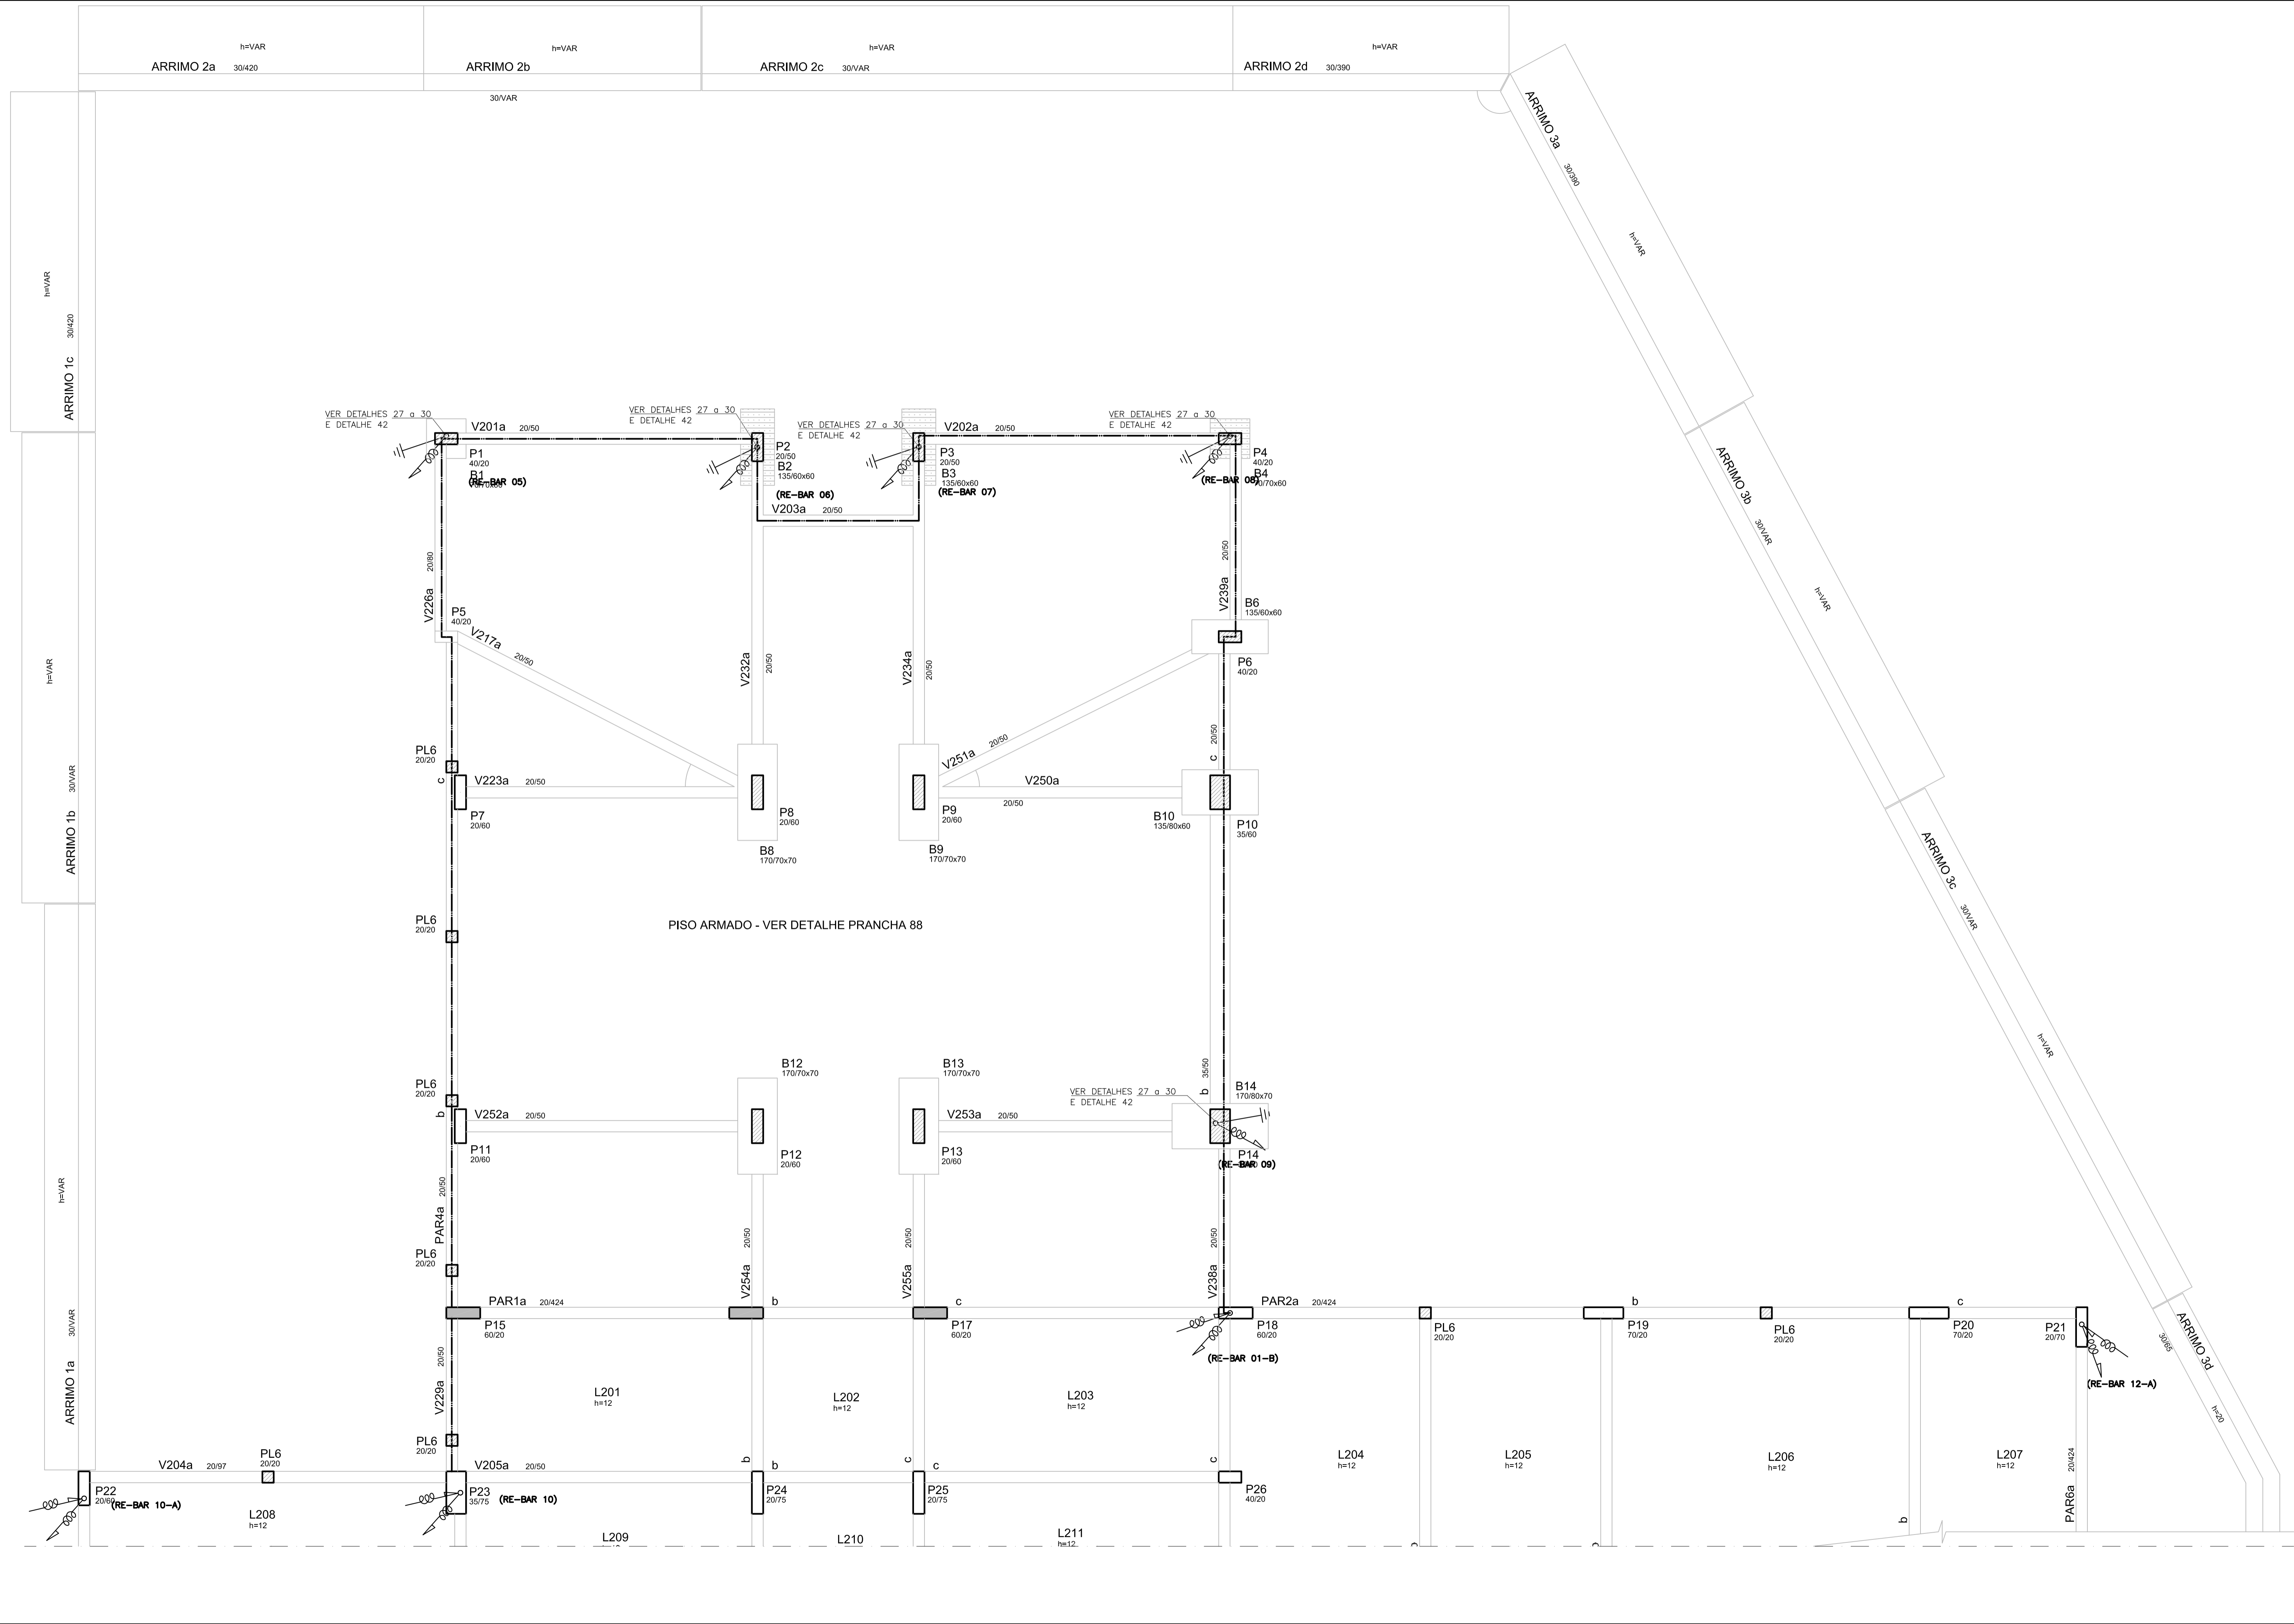 h=VAR
ARRIMO 2a 30/420
h=VAR
ARRIMO 2b
30/VAR
h=VAR
ARRIMO 2c 30/VAR
h=VAR
ARRIMO 2d 30/390
ARRIMO 3a 30/390
h=VAR
h=VAR
ARRIMO 1c 30/420
ARRIMO 3b 30/VAR
h=VAR
VER DETALHES 27 a 30
E DETALHE 42
V201a 20/50
VER DETALHES 27 a 30
E DETALHE 42
VER DETALHES 27 a 30
E DETALHE 42
V202a 20/50
VER DETALHES 27 a 30
E DETALHE 42
P1
40/20
B1
(RE-BAR 05)
P2
20/50
B2
135/60x60
(RE-BAR 06)
P3
20/50
B3
135/60x60
(RE-BAR 07)
P4
40/20
B4
70/70x60
(RE-BAR 08)
V203a 20/50
V226a 20/80
V239a 20/50
P5
40/20
V217a 20/50
V232a 20/50
V234a 20/50
B6
135/60x60
P6
40/20
h=VAR
ARRIMO 1b 30/VAR
PL6
20/20
c
V223a 20/50
P7
20/60
P8
20/60
B8
170/70x70
V251a 20/50
P9
20/60
B9
170/70x70
V250a
20/50
c 20/50
B10
135/80x60
P10
35/60
ARRIMO 3c 30/VAR
h=VAR
PL6
20/20
PISO ARMADO - VER DETALHE PRANCHA 88
PL6
20/20
b
B12
170/70x70
B13
170/70x70
VER DETALHES 27 a 30
E DETALHE 42
b 35/50
B14
170/80x70
V252a 20/50
P11
20/60
P12
20/60
V253a 20/50
P13
20/60
P14
(RE-BAR 09)
h=VAR
ARRIMO 1a 30/VAR
PAR4a 20/50
PL6
20/20
V254a 20/50
V255a 20/50
V238a 20/50
PAR1a 20/424
b
c
PAR2a 20/424
b
c
P15
60/20
P17
60/20
P18
60/20
(RE-BAR 01-B)
PL6
20/20
P19
70/20
PL6
20/20
P20
70/20
P21
20/70
(RE-BAR 12-A)
ARRIMO 3d
30/65
h=20
V229a 20/50
L201
h=12
L202
h=12
L203
h=12
L204
h=12
L205
h=12
L206
h=12
L207
h=12
PL6
20/20
V204a 20/97
PL6
20/20
V205a 20/50
b
b
c
c
c
P22
20/60
(RE-BAR 10-A)
P23
35/75
(RE-BAR 10)
P24
20/75
P25
20/75
P26
40/20
L208
h=12
L209
L210
L211
h=12
b
PAR6a 20/424